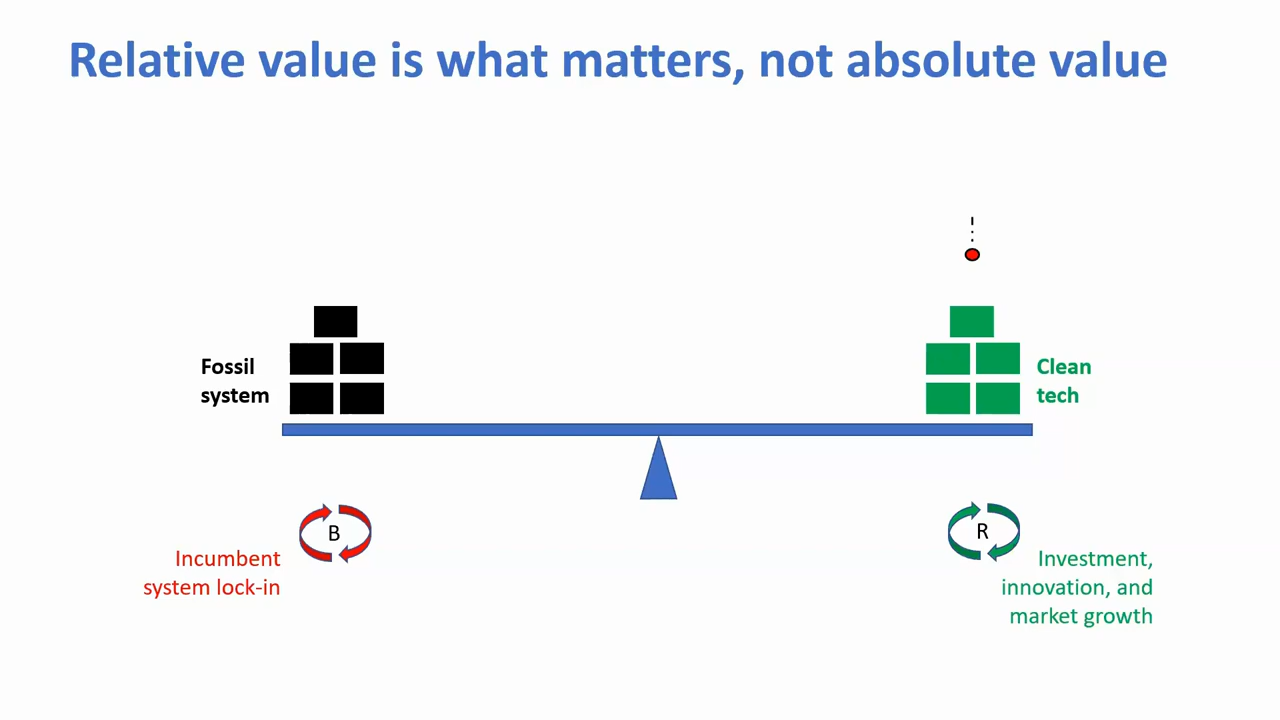 Relative value is what matters, not absolute value
Fossil
system
Clean
tech
B
R
Incumbent
system lock-in
Investment,
innovation, and
market growth